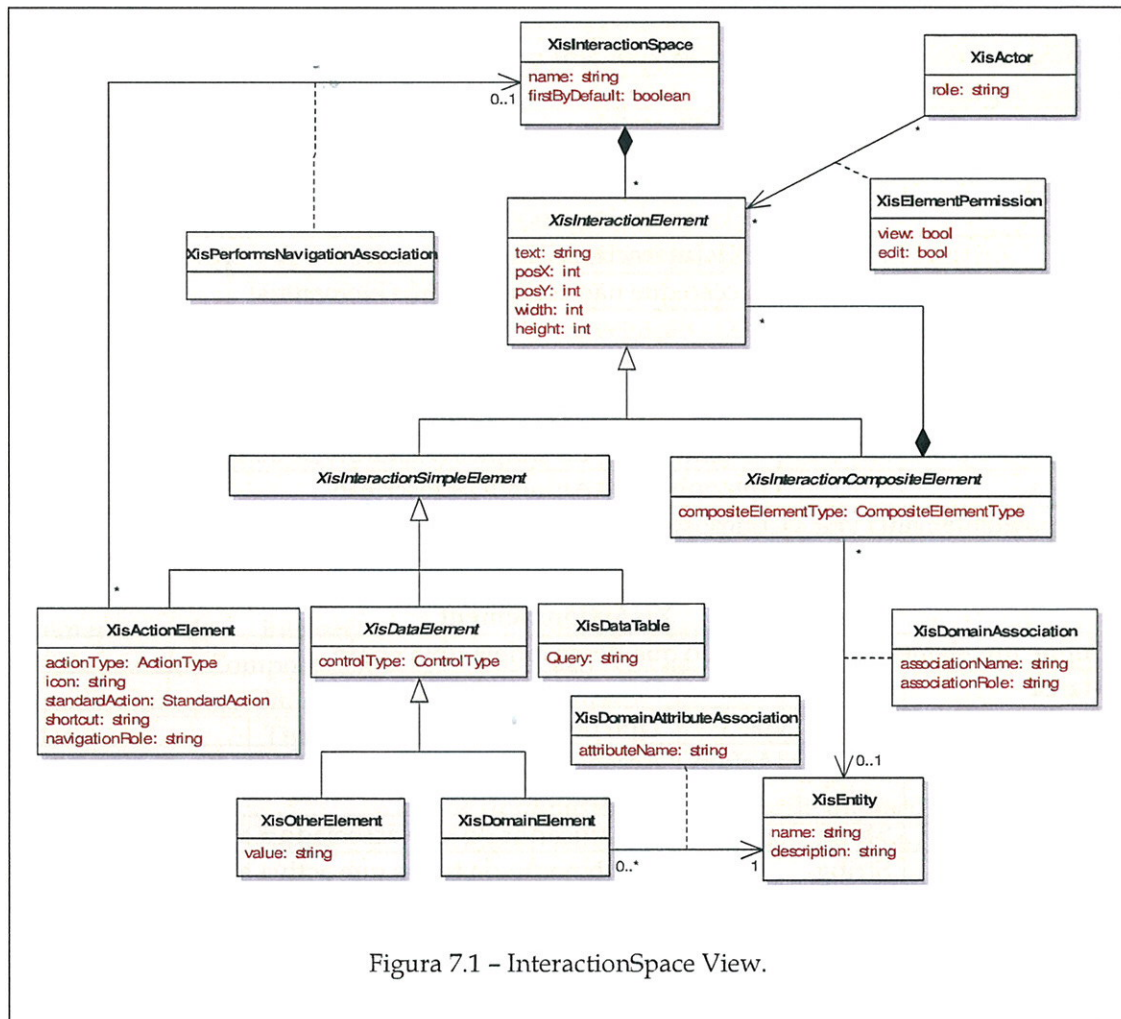 XisInteractionSpace
name: string
firstByDefault: boolean
0..1
*
XisActor
role: string
*
*
XisElementPermission
view: bool
edit: bool
XisPerformsNavigationAssociation
XisInteractionElement
text: string
posX: int
posY: int
width: int
height: int
*
XisInteractionSimpleElement
XisInteractionCompositeElement
compositeElementType: CompositeElementType
*
*
XisActionElement
actionType: ActionType
icon: string
standardAction: StandardAction
shortcut: string
navigationRole: string
XisDataElement
controlType: ControlType
XisDataTable
Query: string
XisDomainAssociation
associationName: string
associationRole: string
XisDomainAttributeAssociation
attributeName: string
0..1
XisOtherElement
value: string
XisDomainElement
0..*
1
XisEntity
name: string
description: string
Figura 7.1 – InteractionSpace View.